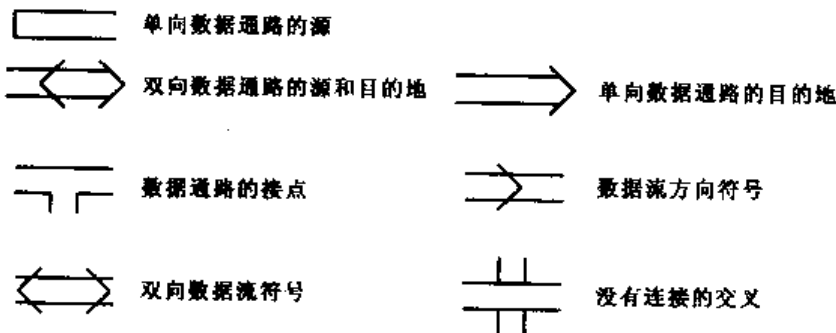 单向数据通路的源
双向数据通路的源和目的地
单向数据通路的目的地
数据通路的接点
数据流方向符号
双向数据流符号
没有连接的交叉